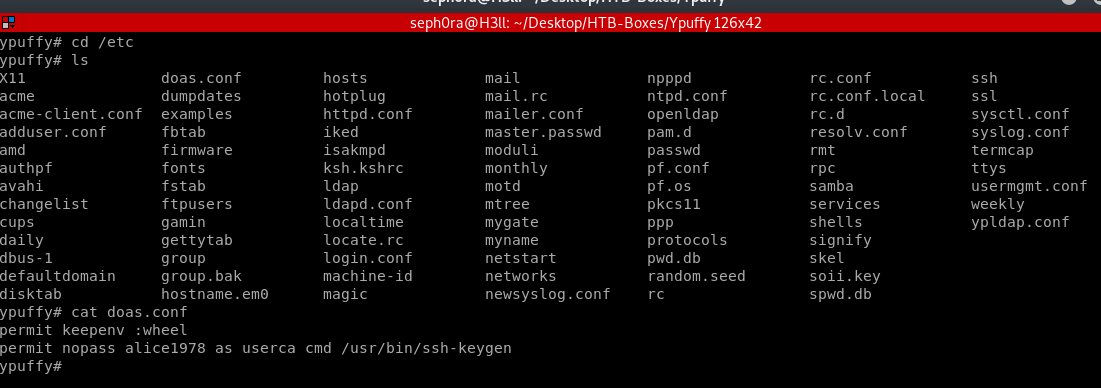 seph0ra@H3ll: ~/Desktop/HTB-Boxes/Ypuffy
seph0ra@H3ll: ~/Desktop/HTB-Boxes/Ypuffy 126x42
ypuffy# cd /etc
ypuffy# ls
X11 doas.conf hosts mail npppd rc.conf ssh
acme dumpdates hotplug mail.rc ntpd.conf rc.conf.local ssl
acme-client.conf examples httpd.conf mailer.conf openldap rc.d sysctl.conf
adduser.conf fbtab iked master.passwd pam.d resolv.conf syslog.conf
amd firmware isakmpd moduli passwd rmt termcap
authpf fonts ksh.kshrc monthly pf.conf rpc ttys
avahi fstab ldap motd pf.os samba usermgmt.conf
changelist ftpusers ldapd.conf mtree pkcs11 services weekly
cups gamin localtime mygate ppp shells ypldap.conf
daily gettytab locate.rc myname protocols signify
dbus-1 group login.conf netstart pwd.db skel
defaultdomain group.bak machine-id networks random.seed soii.key
disktab hostname.em0 magic newsyslog.conf rc spwd.db
ypuffy# cat doas.conf
permit keepenv :wheel
permit nopass alice1978 as userca cmd /usr/bin/ssh-keygen
ypuffy#